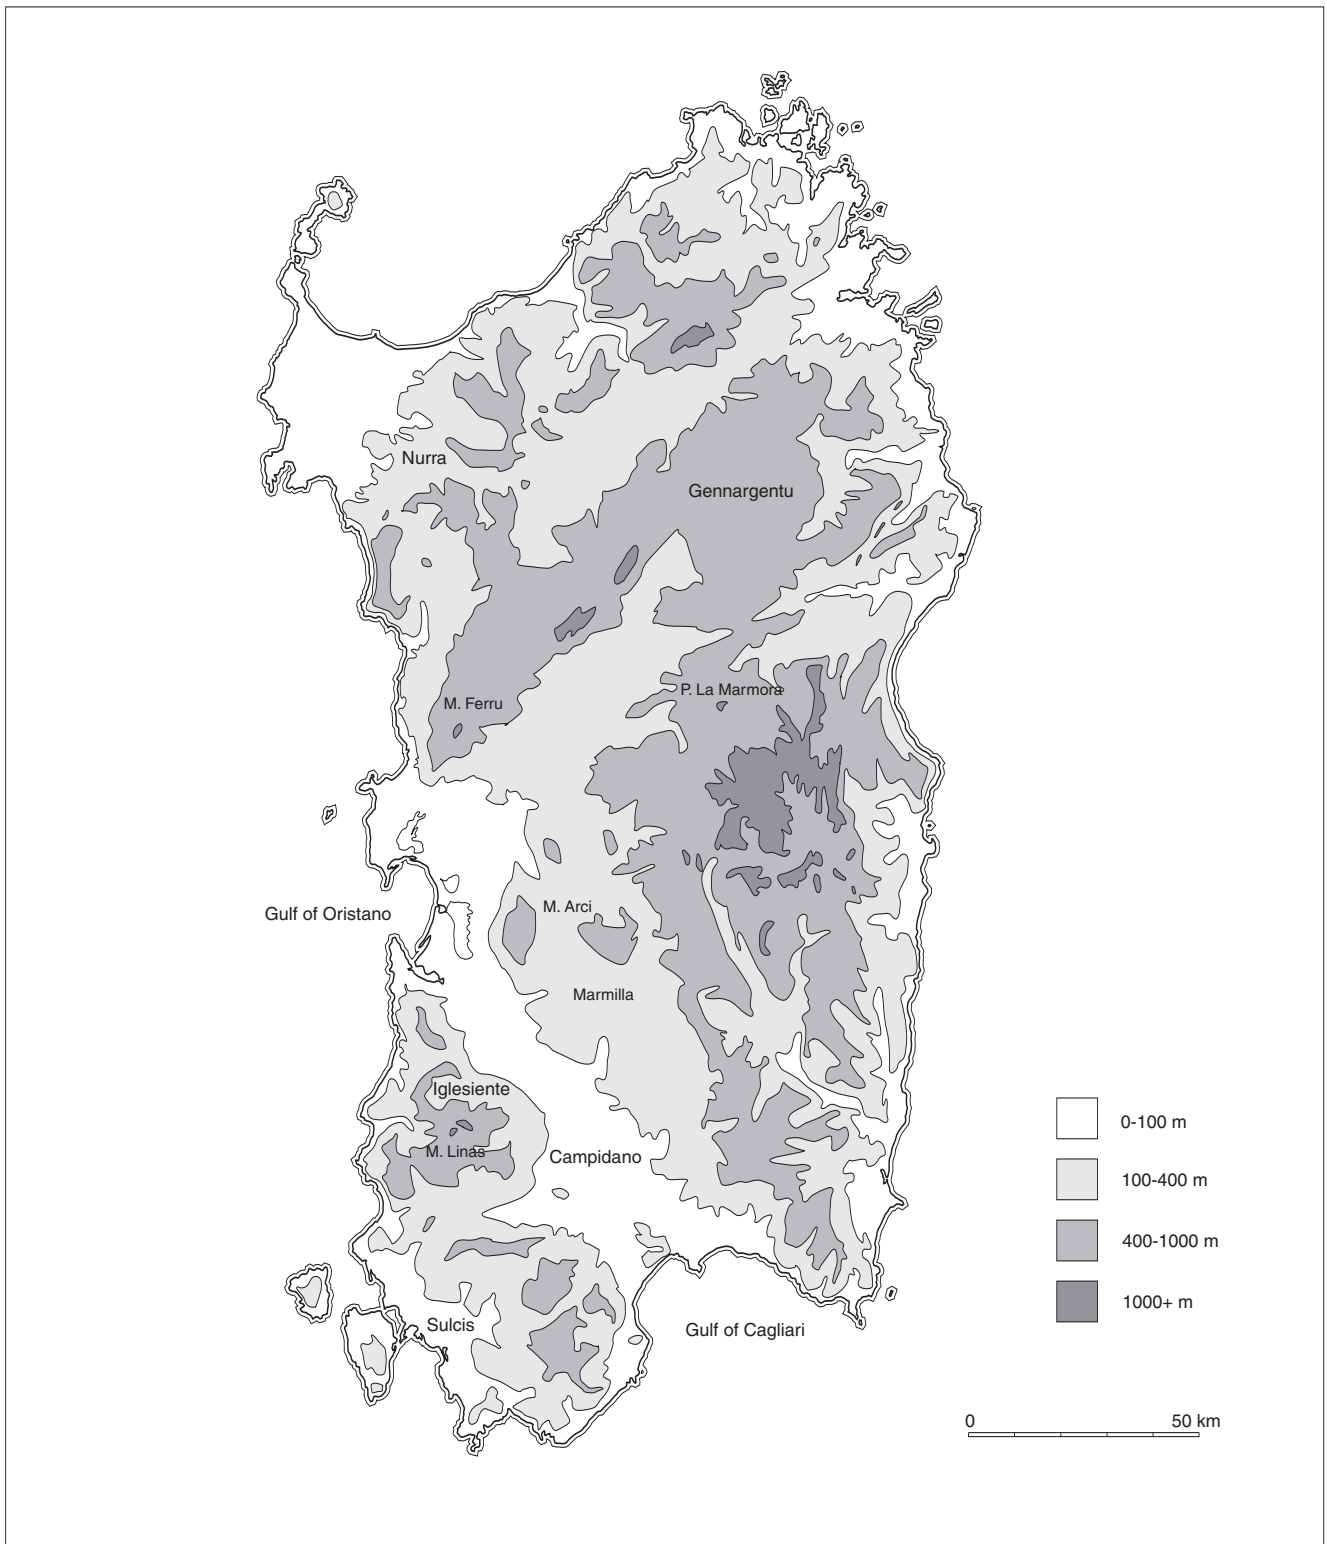 Nurra
Gennargentu
P. La Marmora
M. Ferru
M. Arci
Gulf of Oristano
Marmilla
Iglesiente
M. Linas
Campidano
Sulcis
Gulf of Cagliari
0-100 m
100-400 m
400-1000 m
1000+ m
0 50 km